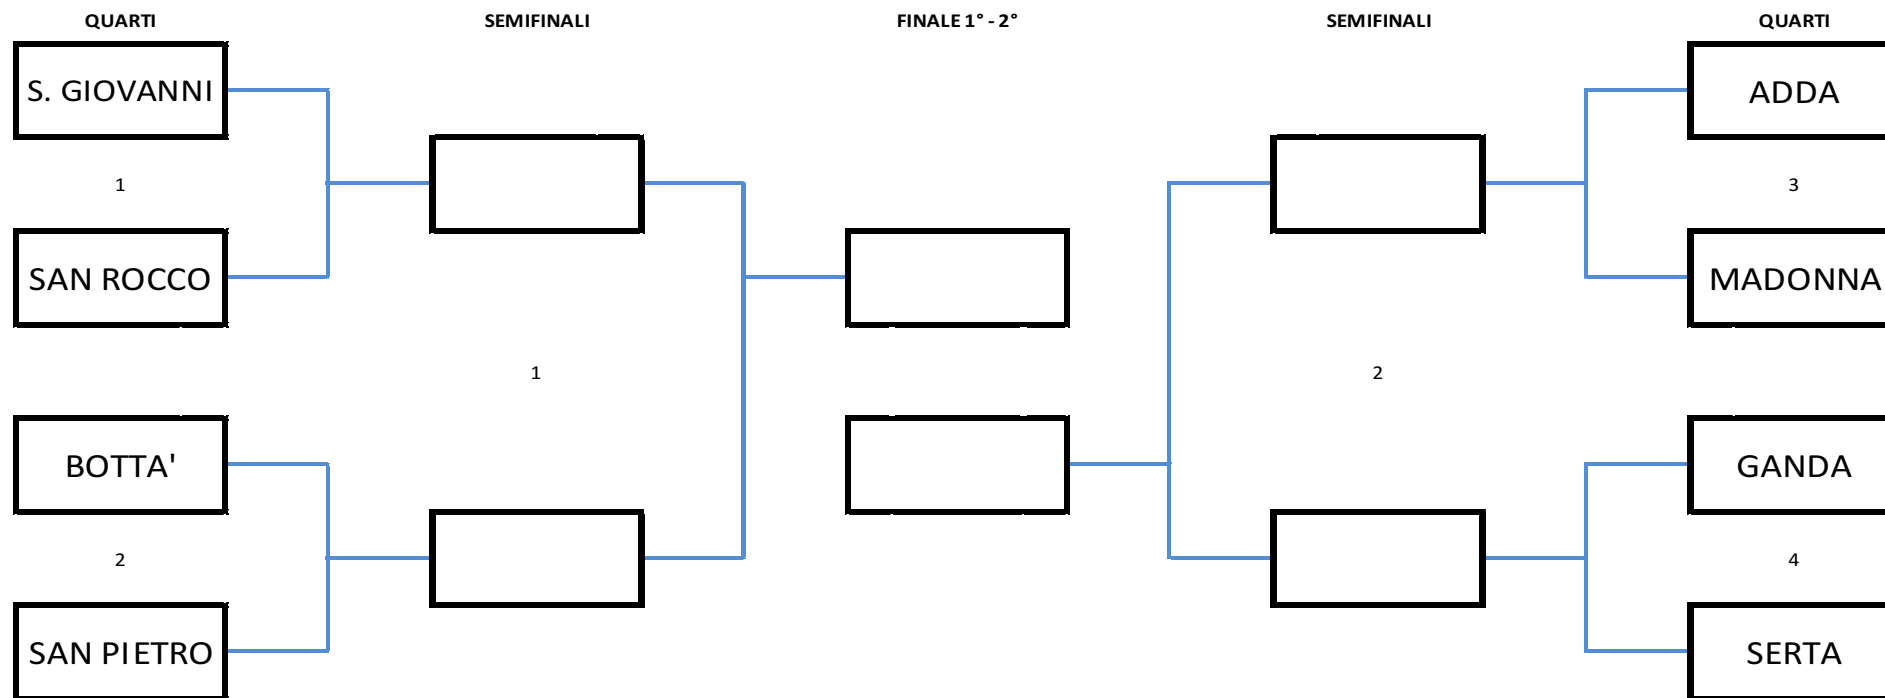 QUARTI SEMIFINALI FINALE 1° - 2° SEMIFINALI QUARTI
S. GIOVANNI ADDA
1 3
SAN ROCCO MADONNA
1 2
BOTTA' GANDA
2 4
SAN PIETRO SERTA